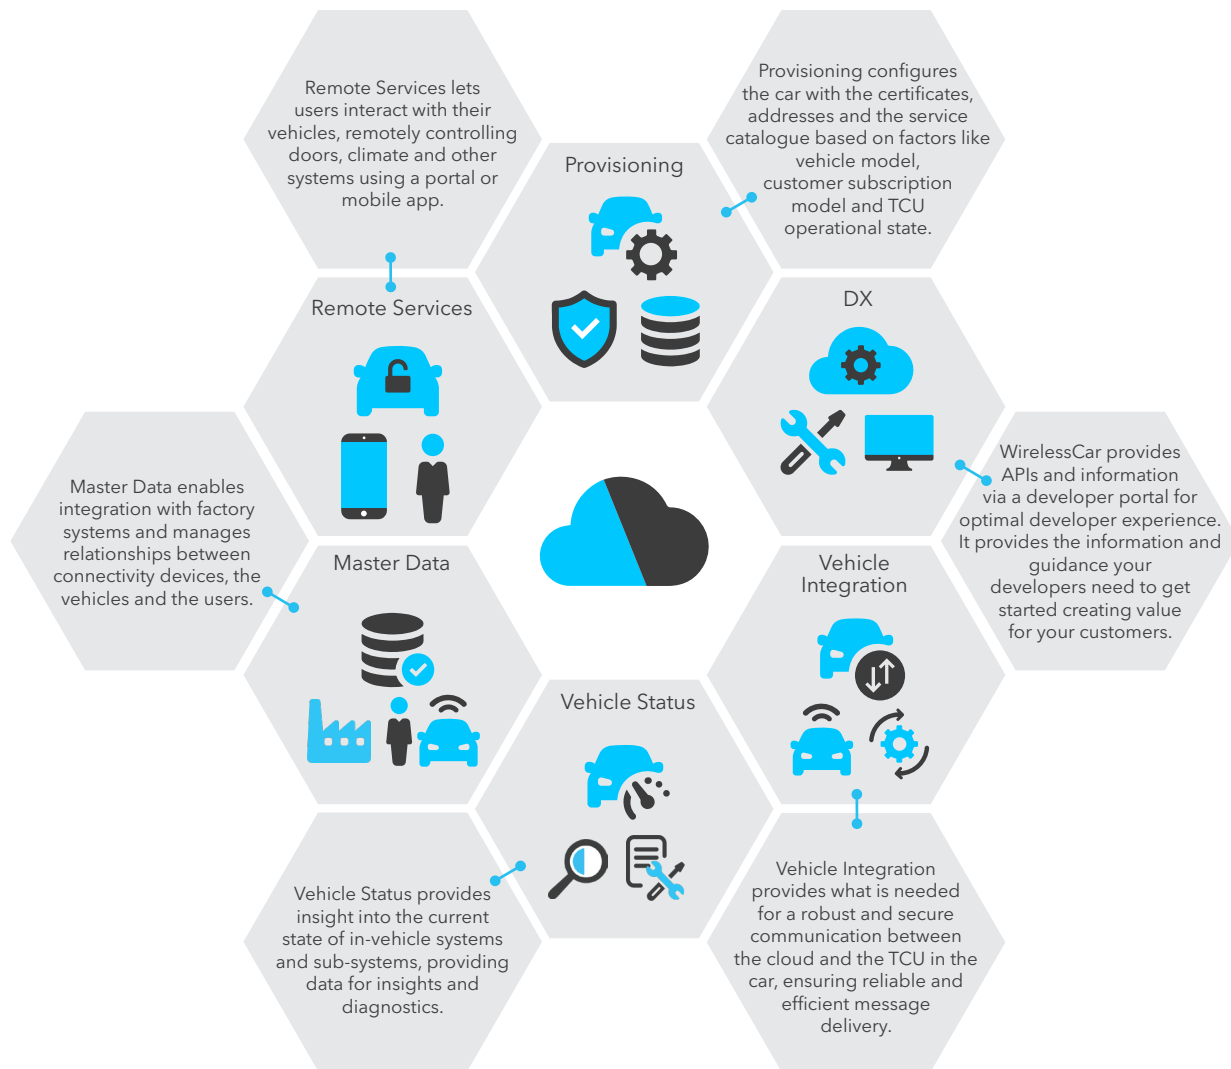 Remote Services lets
users interact with their
vehicles, remotely controlling
doors, climate and other
systems using a portal or
mobile app.
Provisioning configures
the car with the certificates,
addresses and the service
catalogue based on factors like
vehicle model,
customer subscription
model and TCU
operational state.
Provisioning
Remote Services
DX
Master Data enables
integration with factory
systems and manages
relationships between
connectivity devices, the
vehicles and the users.
WirelessCar provides
APIs and information
via a developer portal for
optimal developer experience.
It provides the information and
guidance your
developers need to get
started creating value
for your customers.
Master Data
Vehicle
Integration
Vehicle Status
Vehicle Status provides
insight into the current
state of in-vehicle systems
and sub-systems, providing
data for insights and
diagnostics.
Vehicle Integration
provides what is needed
for a robust and secure
communication between
the cloud and the TCU in the
car, ensuring reliable and
efficient message
delivery.